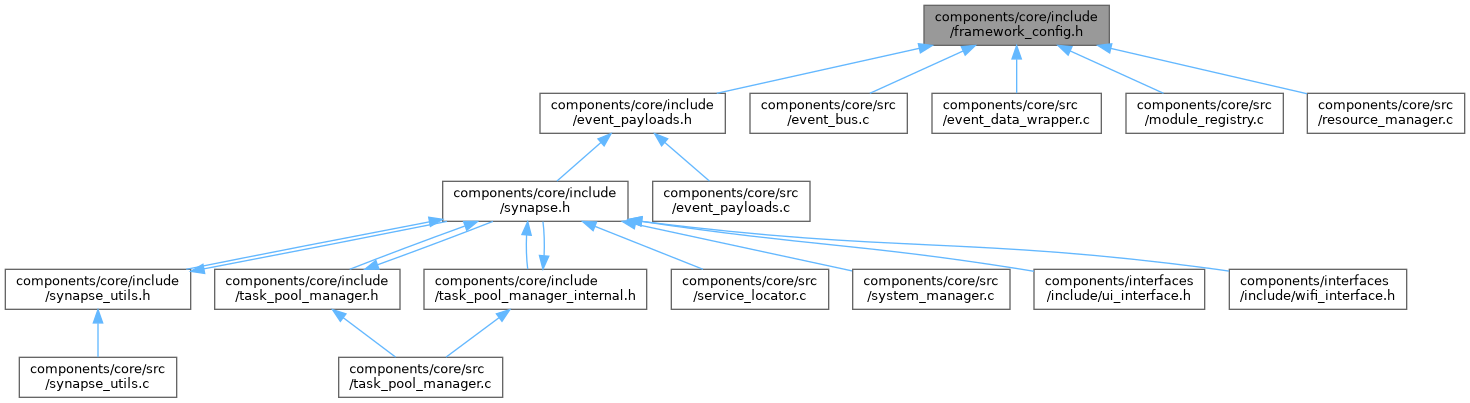 components/core/include
/framework_config.h
components/core/include
/event_payloads.h
components/core/src
/event_bus.c
components/core/src
/event_data_wrapper.c
components/core/src
/module_registry.c
components/core/src
/resource_manager.c
components/core/include
/synapse.h
components/core/src
/event_payloads.c
components/core/include
/synapse_utils.h
components/core/include
/task_pool_manager.h
components/core/include
/task_pool_manager_internal.h
components/core/src
/service_locator.c
components/core/src
/system_manager.c
components/interfaces
/include/ui_interface.h
components/interfaces
/include/wifi_interface.h
components/core/src
/synapse_utils.c
components/core/src
/task_pool_manager.c